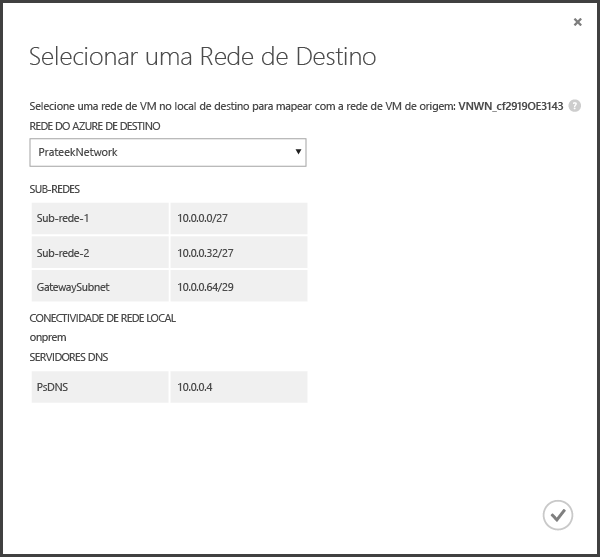 Selecionar uma Rede de Destino
Selecione uma rede de VM no local de destino para mapear com a rede de VM de origem: VNWN_cf2919OE3143 ?
REDE DO AZURE DE DESTINO
PrateekNetwork
SUB-REDES
Sub-rede-1 10.0.0.0/27
Sub-rede-2 10.0.0.32/27
GatewaySubnet 10.0.0.64/29
CONECTIVIDADE DE REDE LOCAL
onprem
SERVIDORES DNS
PsDNS 10.0.0.4